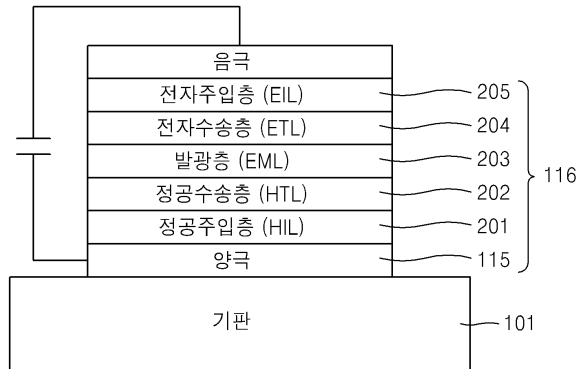 음극
전자주입층 (EIL) 205
전자수송층 (ETL) 204
발광층 (EML) 203
정공수송층 (HTL) 202
116
정공주입층 (HIL) 201
양극 115
기판 101